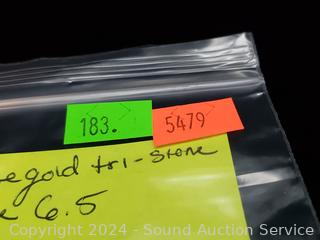 183. 5479
gold tri-stone
6.5
Copyright 2024 - Sound Auction Service